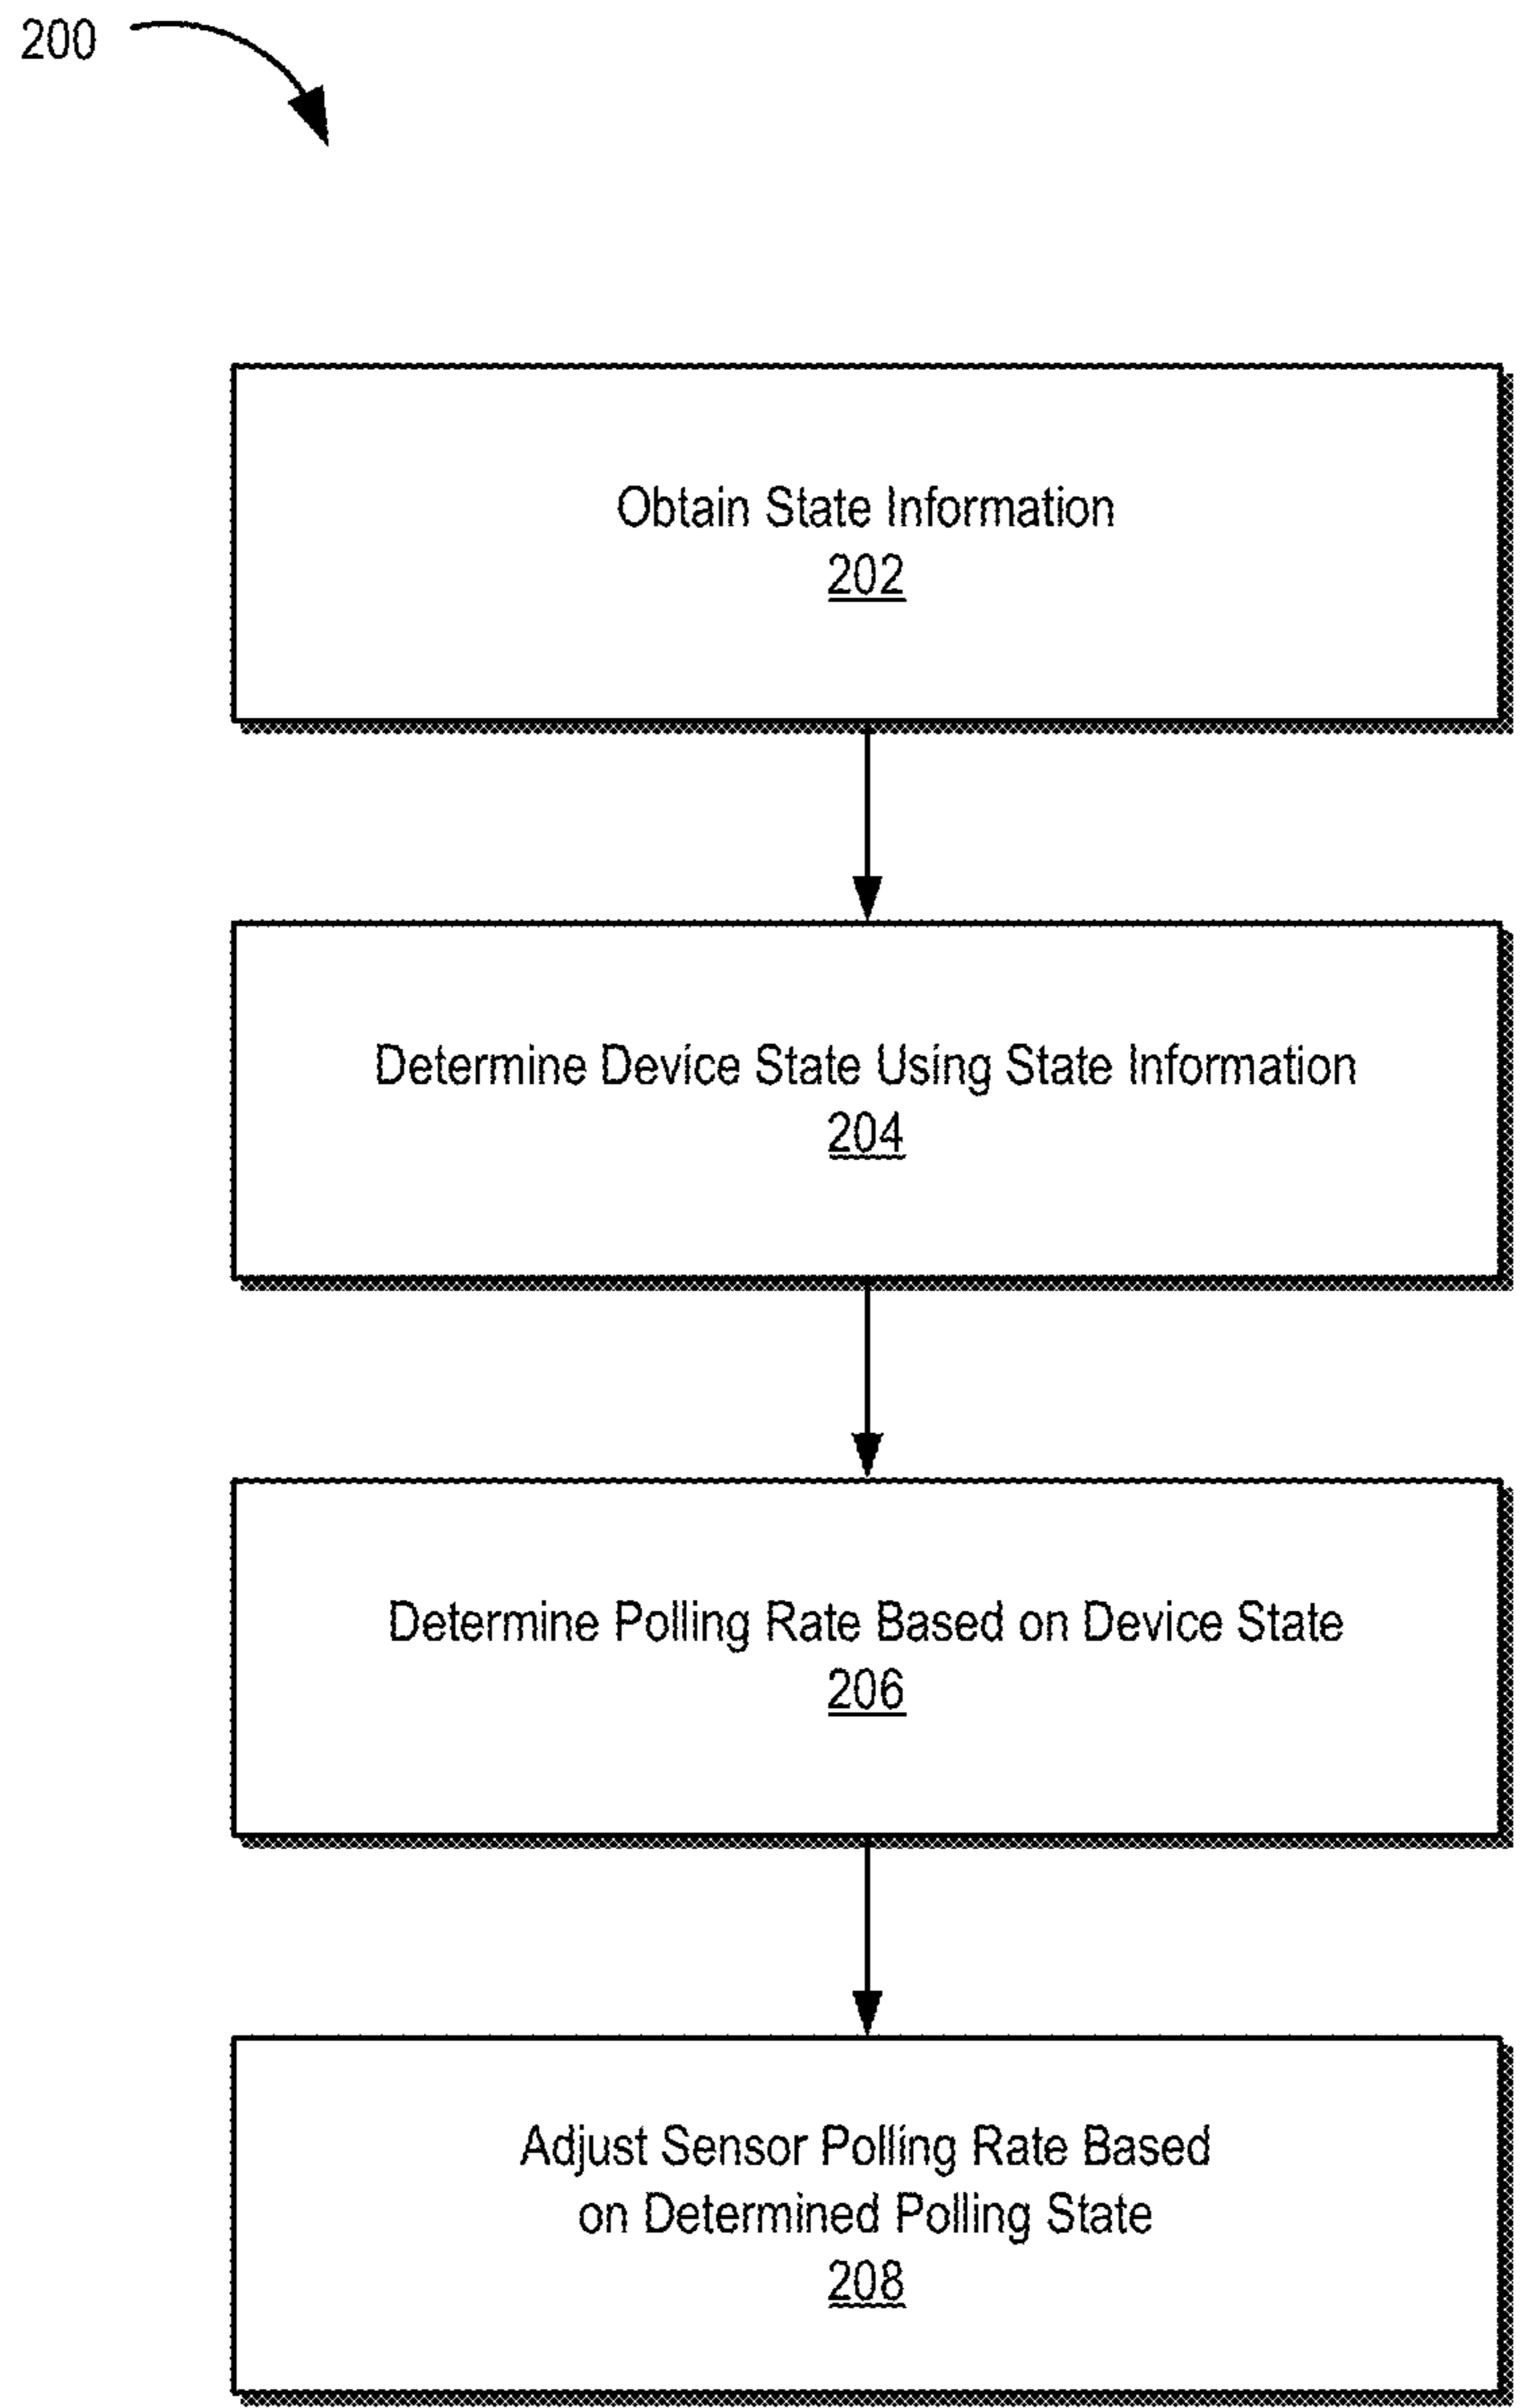 200
Obtain State Information
202
Determine Device State Using State Information
204
Determine Polling Rate Based on Device State
206
Adjust Sensor Polling Rate Based
on Determined Polling State
208